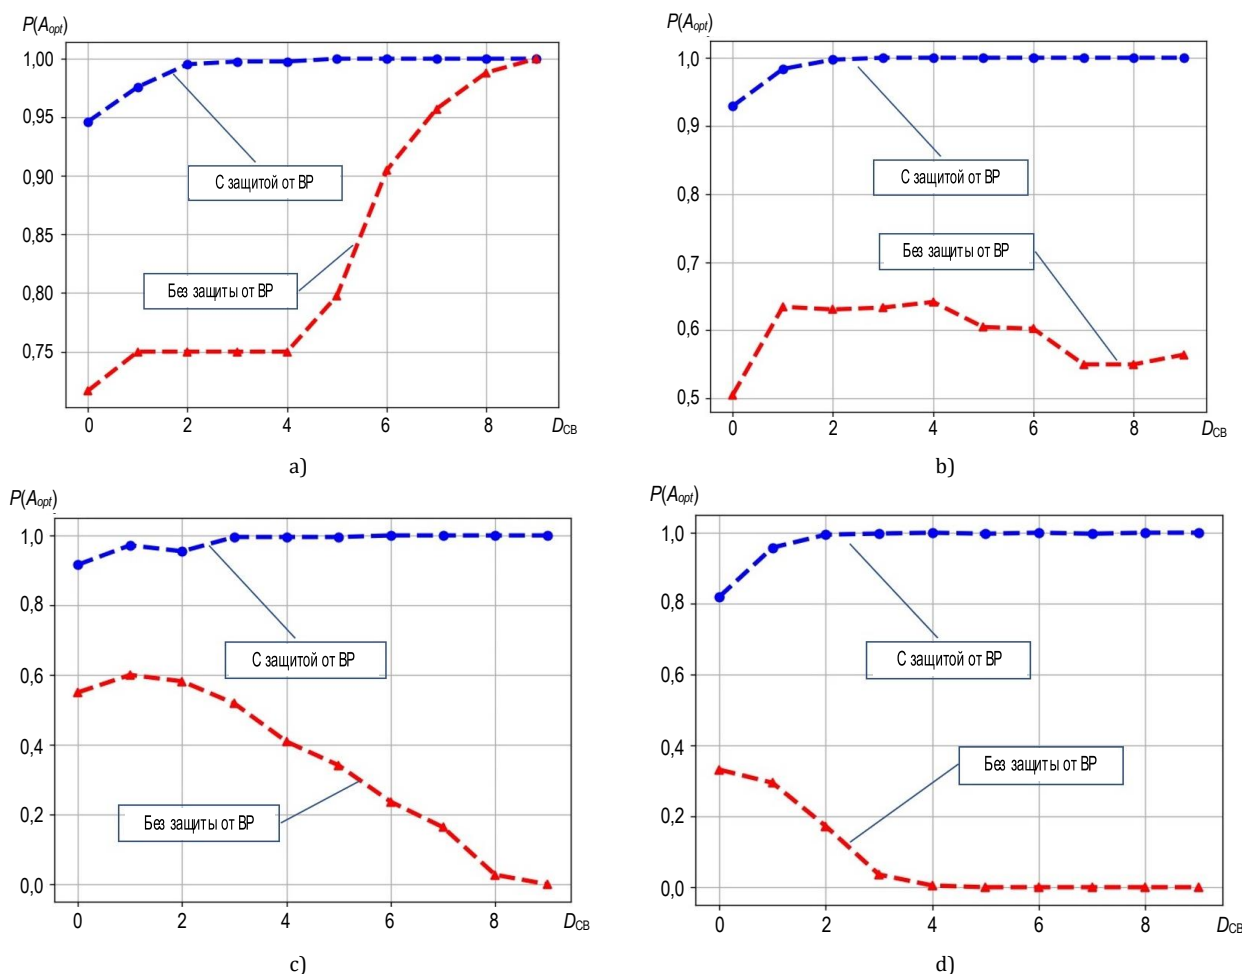 P(Aopt)
1,00
0,95
0,90
0,85
0,80
0,75
С защитой от ВР
Без защиты от ВР
0 2 4 6 8 DСВ
a)
P(Aopt)
1,0
0,9
0,8
0,7
0,6
0,5
С защитой от ВР
Без защиты от ВР
0 2 4 6 8 DСВ
b)
P(Aopt)
1,0
0,8
0,6
0,4
0,2
0,0
С защитой от ВР
Без защиты от ВР
0 2 4 6 8 DСВ
c)
P(Aopt)
1,0
0,8
0,6
0,4
0,2
0,0
С защитой от ВР
Без защиты от ВР
0 2 4 6 8 DСВ
d)